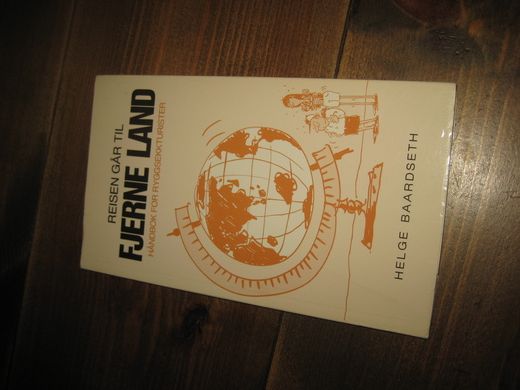 REISEN GÅR TIL
FJERNE LAND
HÅNDBOK FOR RYGGSEKKTURISTER
HELGE BAARDSETH